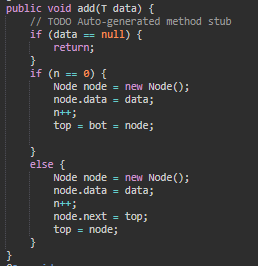 public void add(T data) {
    // TODO Auto-generated method stub
    if (data == null) {
        return;
    }
    if (n == 0) {
        Node node = new Node();
        node.data = data;
        n++;
        top = bot = node;

    }
    else {
        Node node = new Node();
        node.data = data;
        n++;
        node.next = top;
        top = node;
    }
}